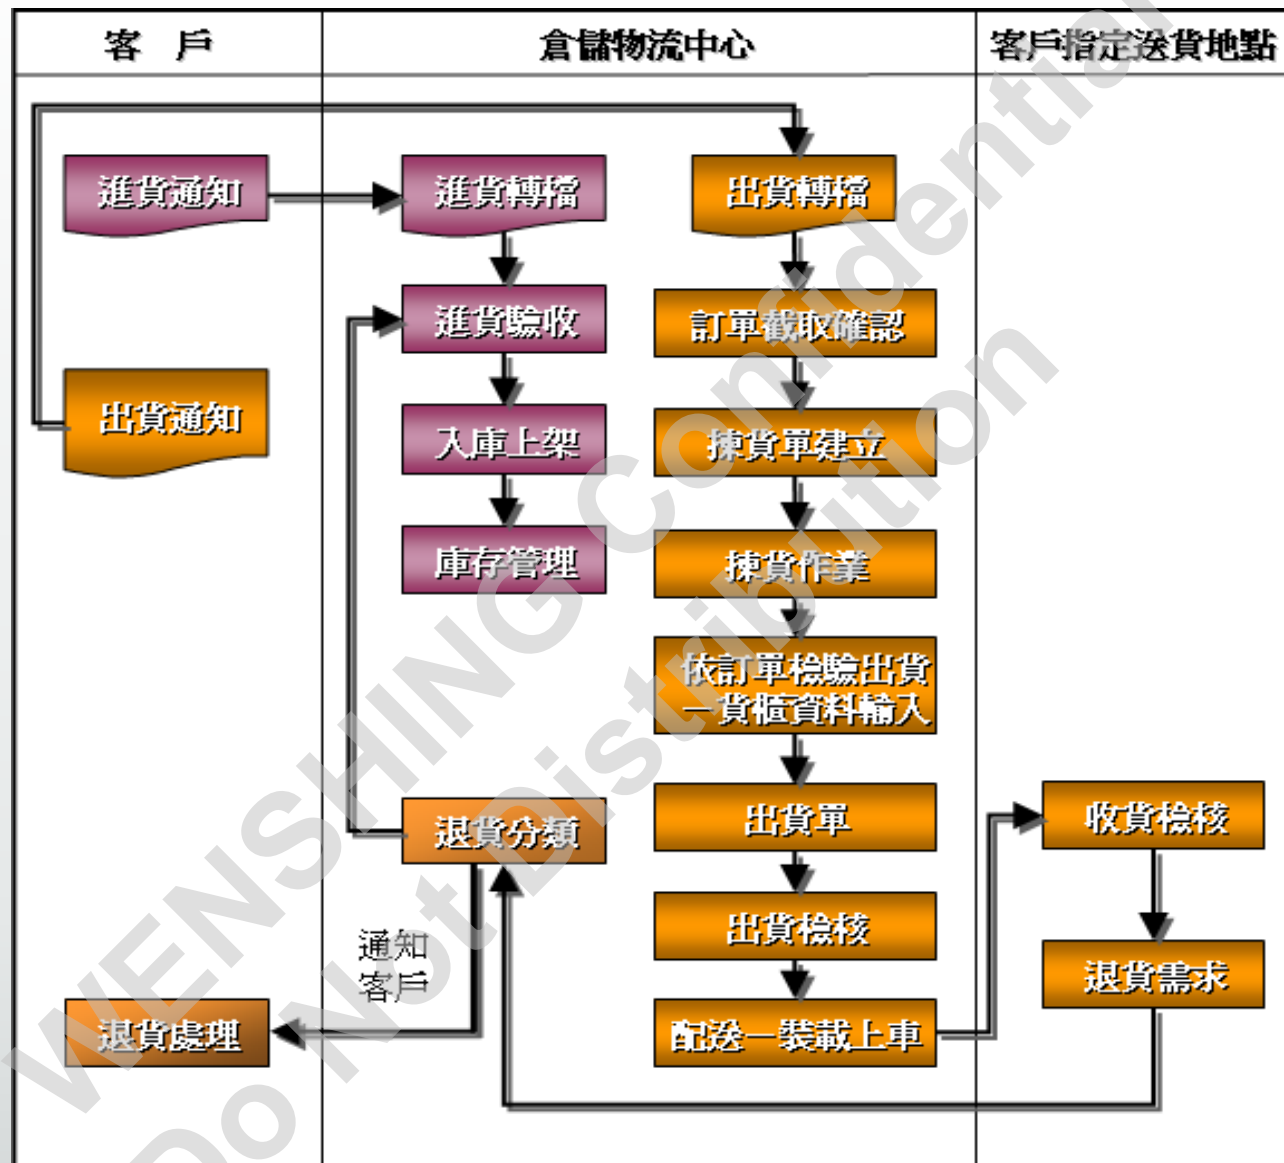 客 戶
倉儲物流中心
客戶指定送貨地點
進貨通知
進貨轉檔
出貨轉檔
進貨驗收
訂單截取確認
出貨通知
入庫上架
揀貨單建立
庫存管理
揀貨作業
依訂單檢驗出貨
－貨櫃資料輸入
退貨分類
出貨單
收貨檢核
出貨檢核
通知
客戶
退貨需求
退貨處理
配送－裝載上車
WENSHING Confidential
Do Not Distribution